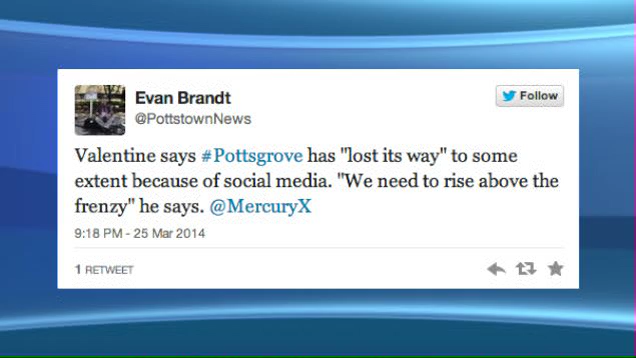 Evan Brandt
@PottstownNews
Follow
Valentine says #Pottsgrove has "lost its way" to some
extent because of social media. "We need to rise above the
frenzy" he says. @MercuryX
9:18 PM - 25 Mar 2014
1 RETWEET